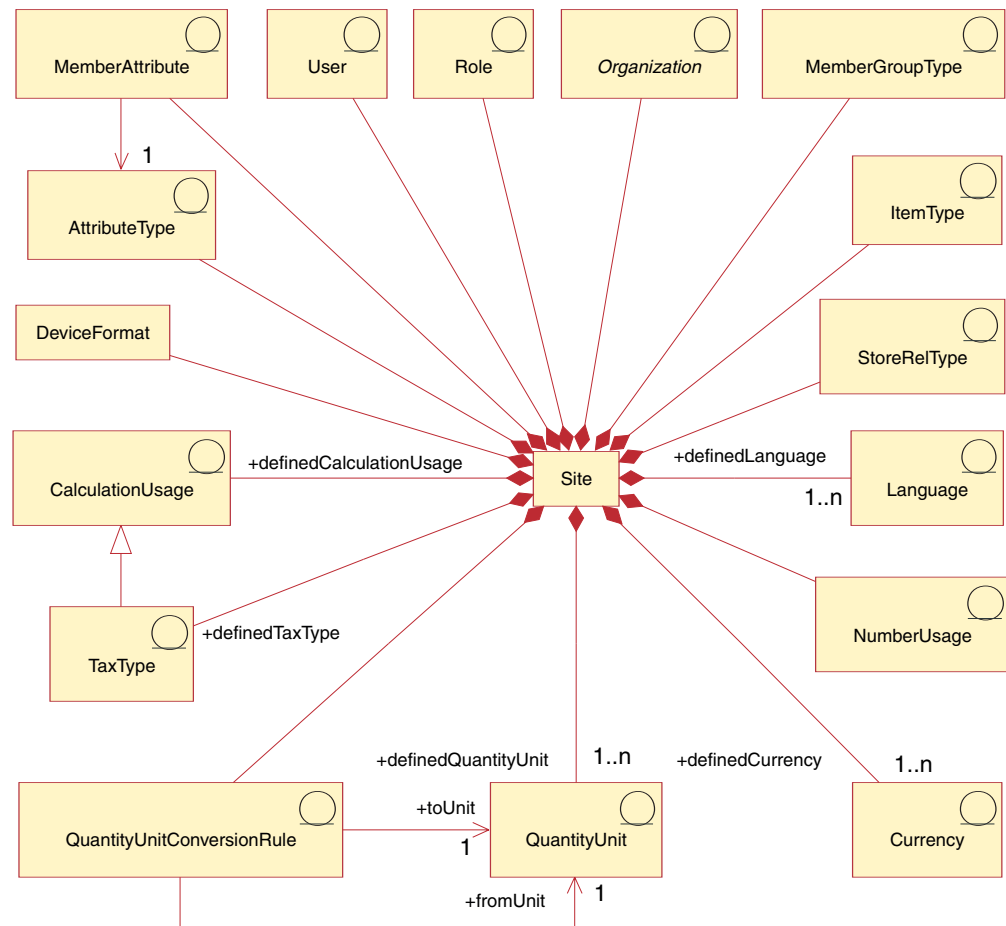 MemberAttribute
User
Role
Organization
MemberGroupType
1
AttributeType
ItemType
DeviceFormat
StoreRelType
CalculationUsage
+definedCalculationUsage
Site
+definedLanguage
1..n
Language
TaxType
+definedTaxType
NumberUsage
+definedQuantityUnit
1..n
+definedCurrency
1..n
QuantityUnitConversionRule
+toUnit
1
QuantityUnit
Currency
+fromUnit
1